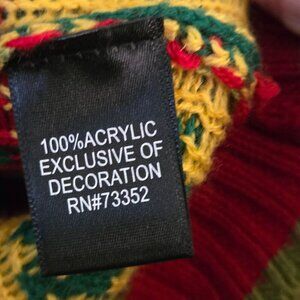 100%ACRYLIC
EXCLUSIVE OF
DECORATION
RN#73352